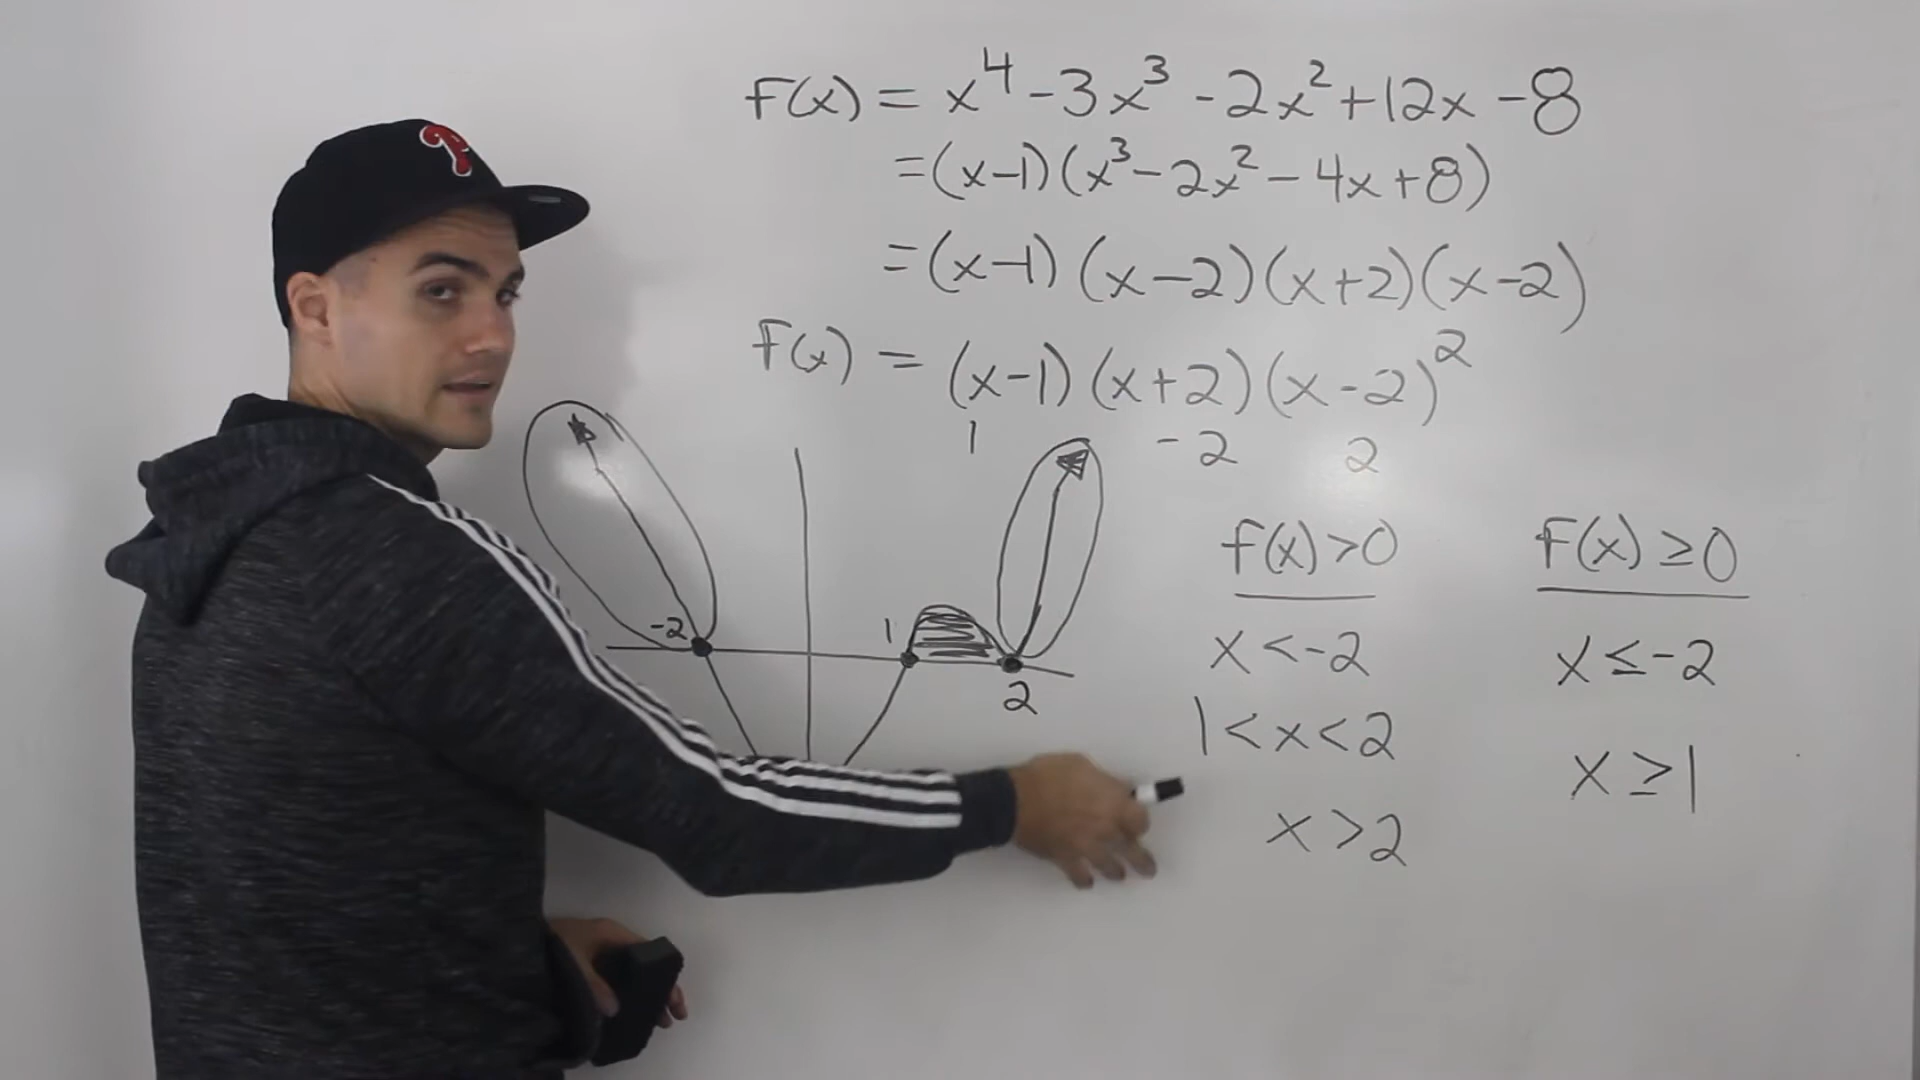 f(x) = x⁴ - 3x³ - 2x² + 12x - 8
= (x-1)(x³ - 2x² - 4x + 8)
= (x-1)(x-2)(x+2)(x-2)
f(x) = (x-1)(x+2)(x-2)²
1 -2 2
-2 1 2
f(x) > 0
x < -2
1 < x < 2
x > 2
f(x) ≥ 0
x ≤ -2
x ≥ 1
P